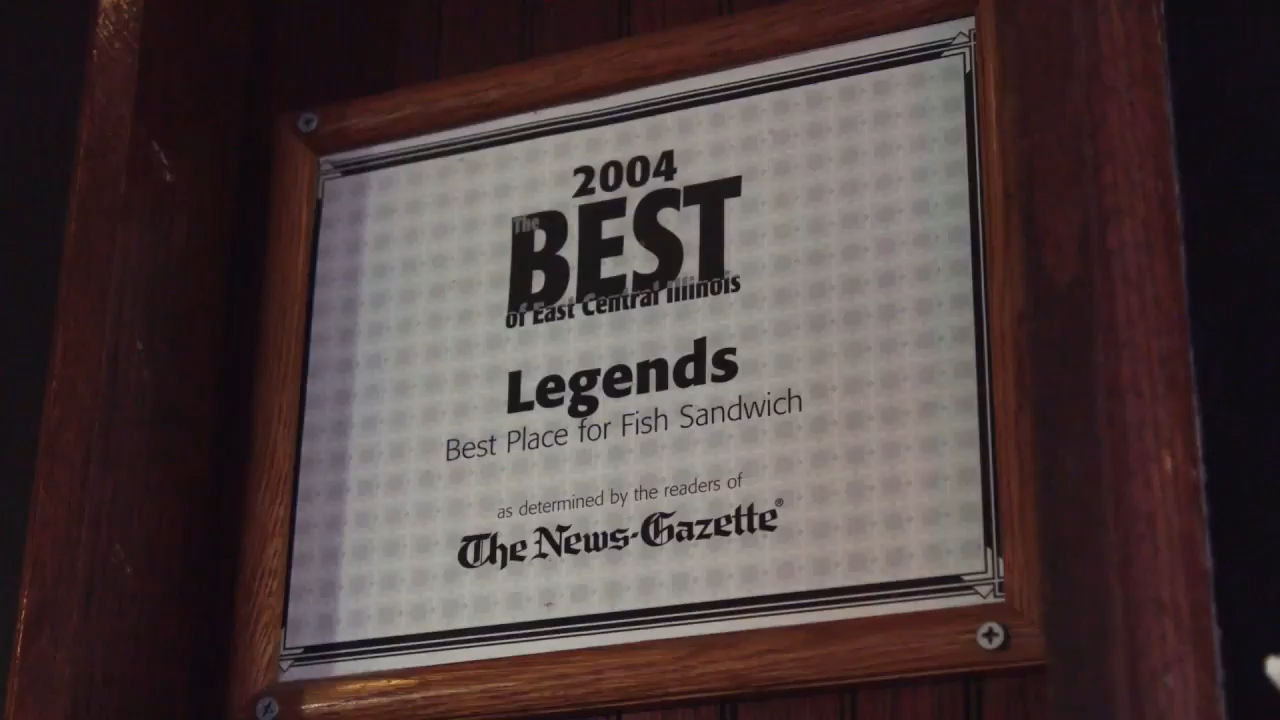 2004
The
BEST
of East Central Illinois
Legends
Best Place for Fish Sandwich
as determined by the readers of
The News-Gazette®